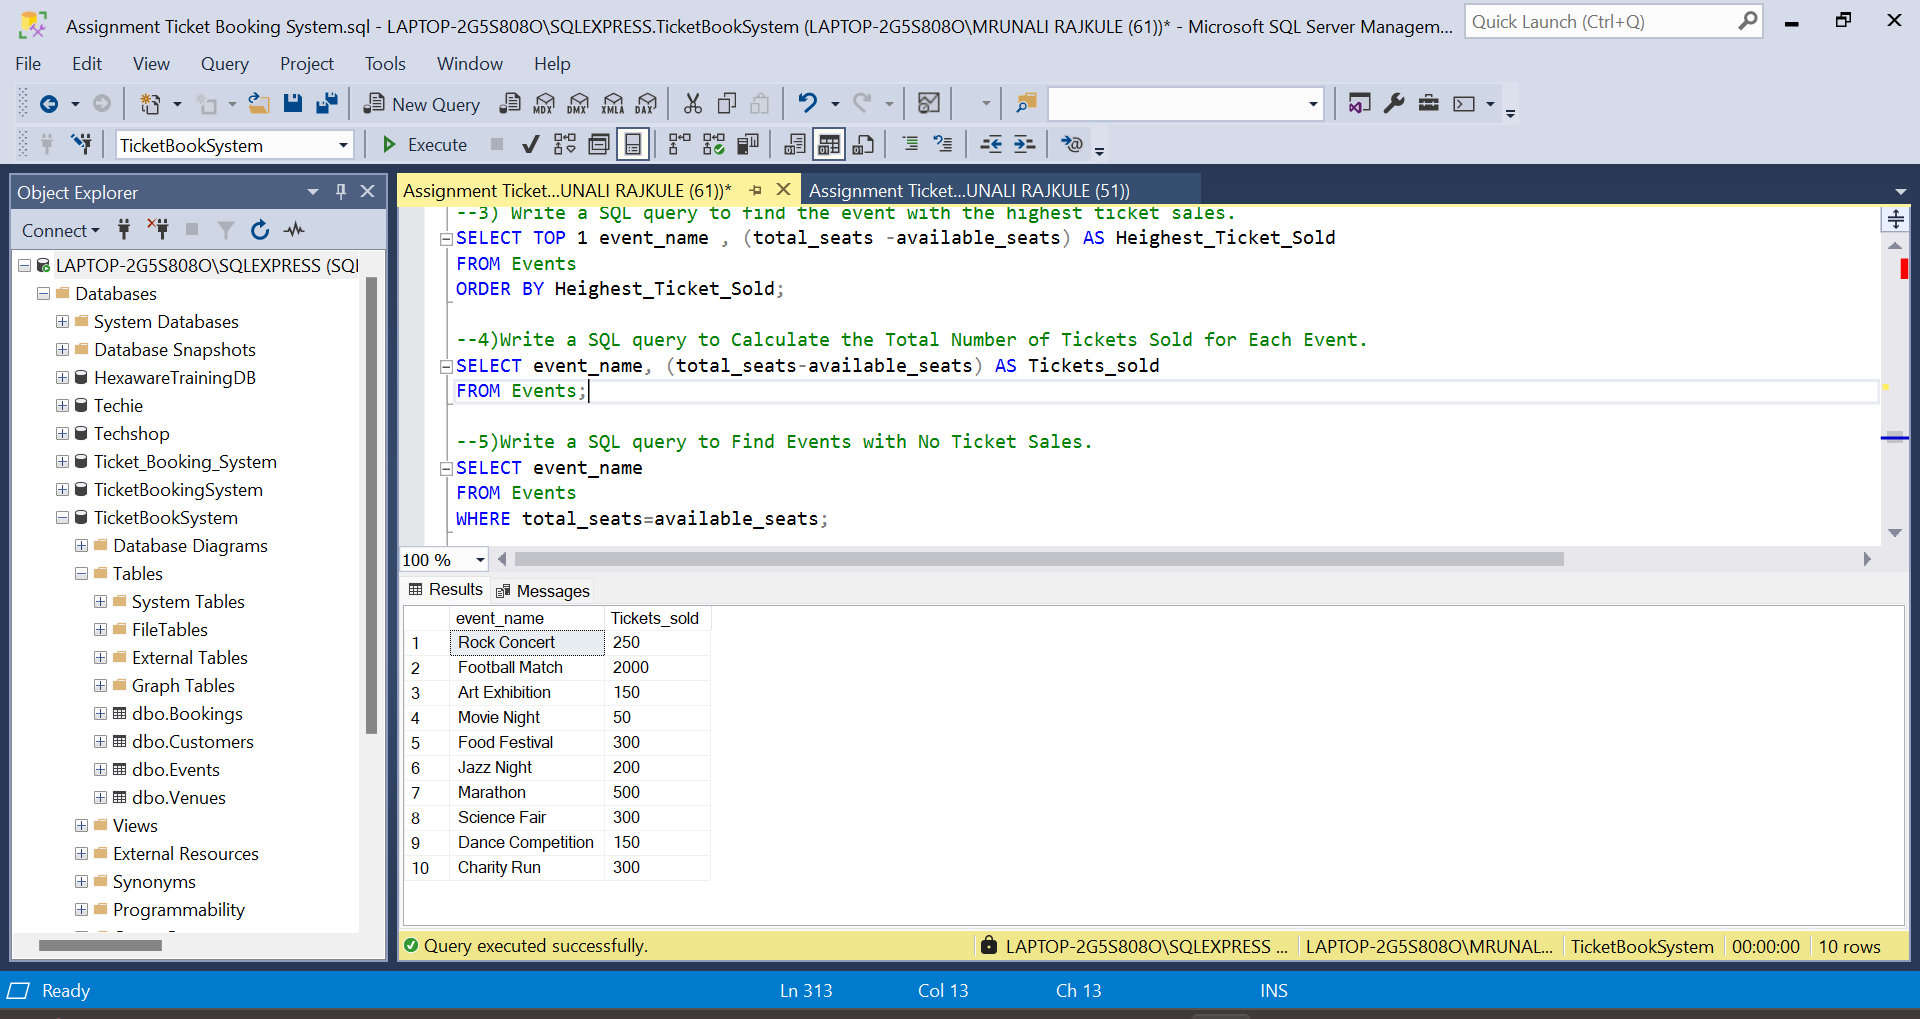 Assignment Ticket Booking System.sql - LAPTOP-2G5S808O\SQLEXPRESS.TicketBookSystem (LAPTOP-2G5S808O\MRUNALI RAJKULE (61))* - Microsoft SQL Server Managem...
Quick Launch (Ctrl+Q)
File Edit View Query Project Tools Window Help
New Query MDX DMX XMLA DAX
TicketBookSystem Execute
Object Explorer
Connect
LAPTOP-2G5S808O\SQLEXPRESS (SQI
Databases
System Databases
Database Snapshots
HexawareTrainingDB
Techie
Techshop
Ticket_Booking_System
TicketBookingSystem
TicketBookSystem
Database Diagrams
Tables
System Tables
FileTables
External Tables
Graph Tables
dbo.Bookings
dbo.Customers
dbo.Events
dbo.Venues
Views
External Resources
Synonyms
Programmability
Assignment Ticket...UNALI RAJKULE (61))* Assignment Ticket...UNALI RAJKULE (51))
--3) Write a SQL query to find the event with the highest ticket sales.
SELECT TOP 1 event_name , (total_seats -available_seats) AS Heighest_Ticket_Sold
FROM Events
ORDER BY Heighest_Ticket_Sold;
--4)Write a SQL query to Calculate the Total Number of Tickets Sold for Each Event.
SELECT event_name, (total_seats-available_seats) AS Tickets_sold
FROM Events;
--5)Write a SQL query to Find Events with No Ticket Sales.
SELECT event_name
FROM Events
WHERE total_seats=available_seats;
100 %
Results Messages
event_name Tickets_sold
1 Rock Concert 250
2 Football Match 2000
3 Art Exhibition 150
4 Movie Night 50
5 Food Festival 300
6 Jazz Night 200
7 Marathon 500
8 Science Fair 300
9 Dance Competition 150
10 Charity Run 300
Query executed successfully. LAPTOP-2G5S808O\SQLEXPRESS ... LAPTOP-2G5S808O\MRUNAL... TicketBookSystem 00:00:00 10 rows
Ready Ln 313 Col 13 Ch 13 INS